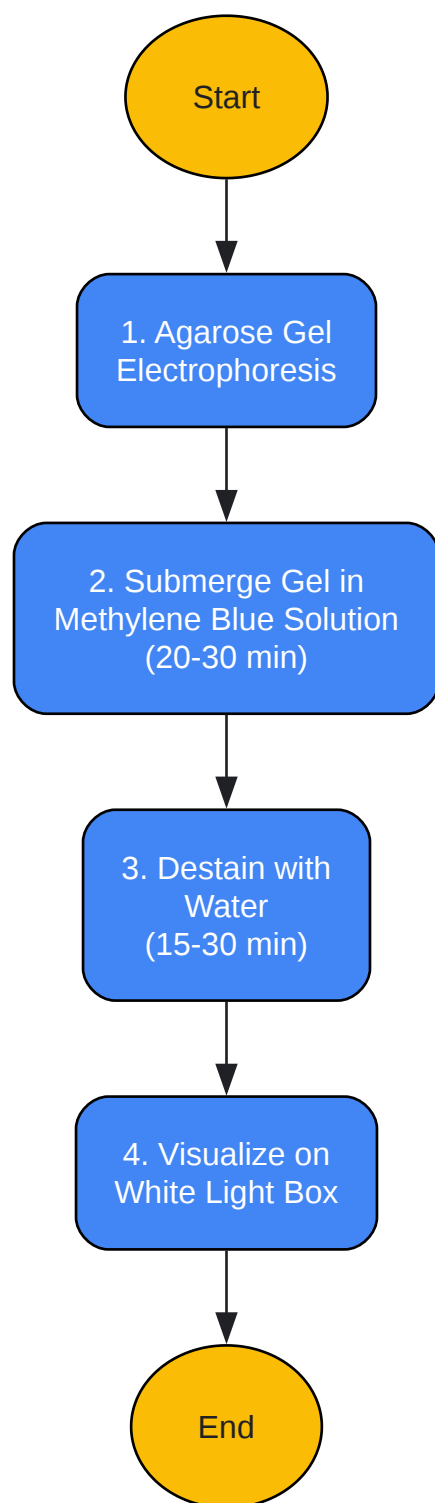 Start
1. Agarose Gel
Electrophoresis
2. Submerge Gel in
Methylene Blue Solution
(20-30 min)
3. Destain with
Water
(15-30 min)
4. Visualize on
White Light Box
End